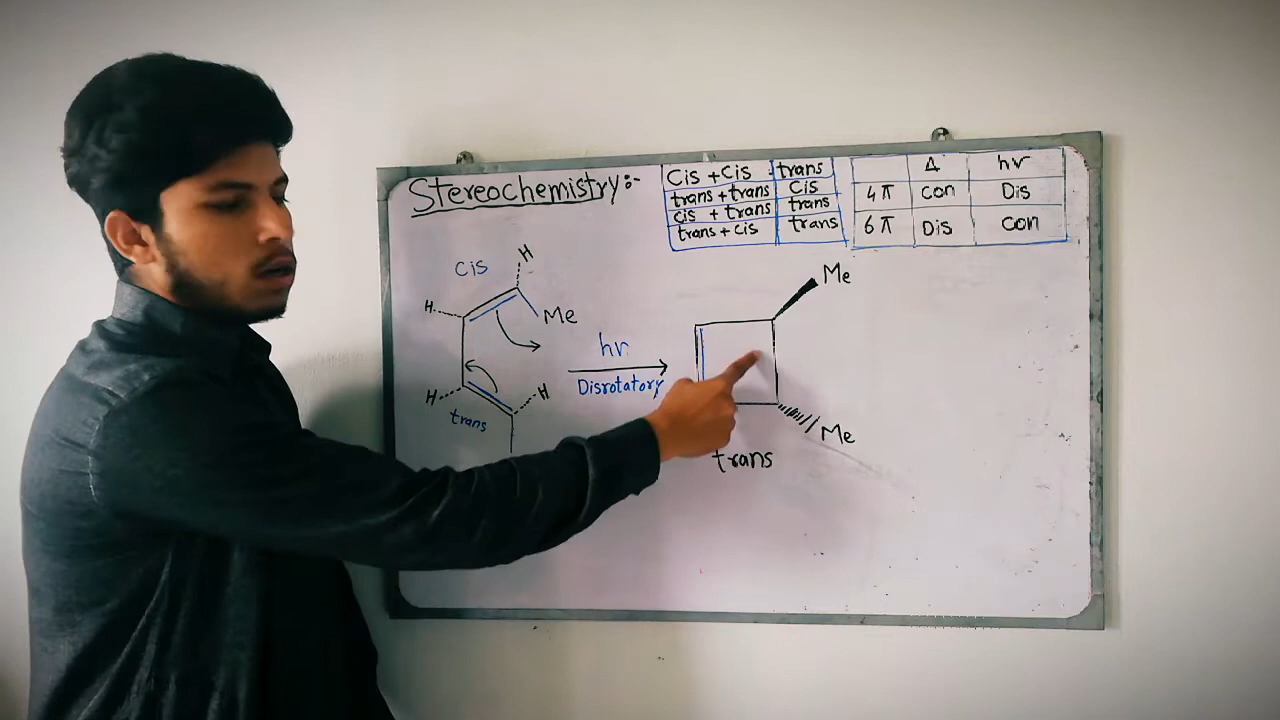 Stereochemistry:-
Cis + Cis trans
trans + trans Cis
cis + trans trans
trans + cis trans
Δ hν
4π con Dis
6π Dis con
cis
H
H
Me
H
H
trans
hν
Disrotatory
Me
Me
trans